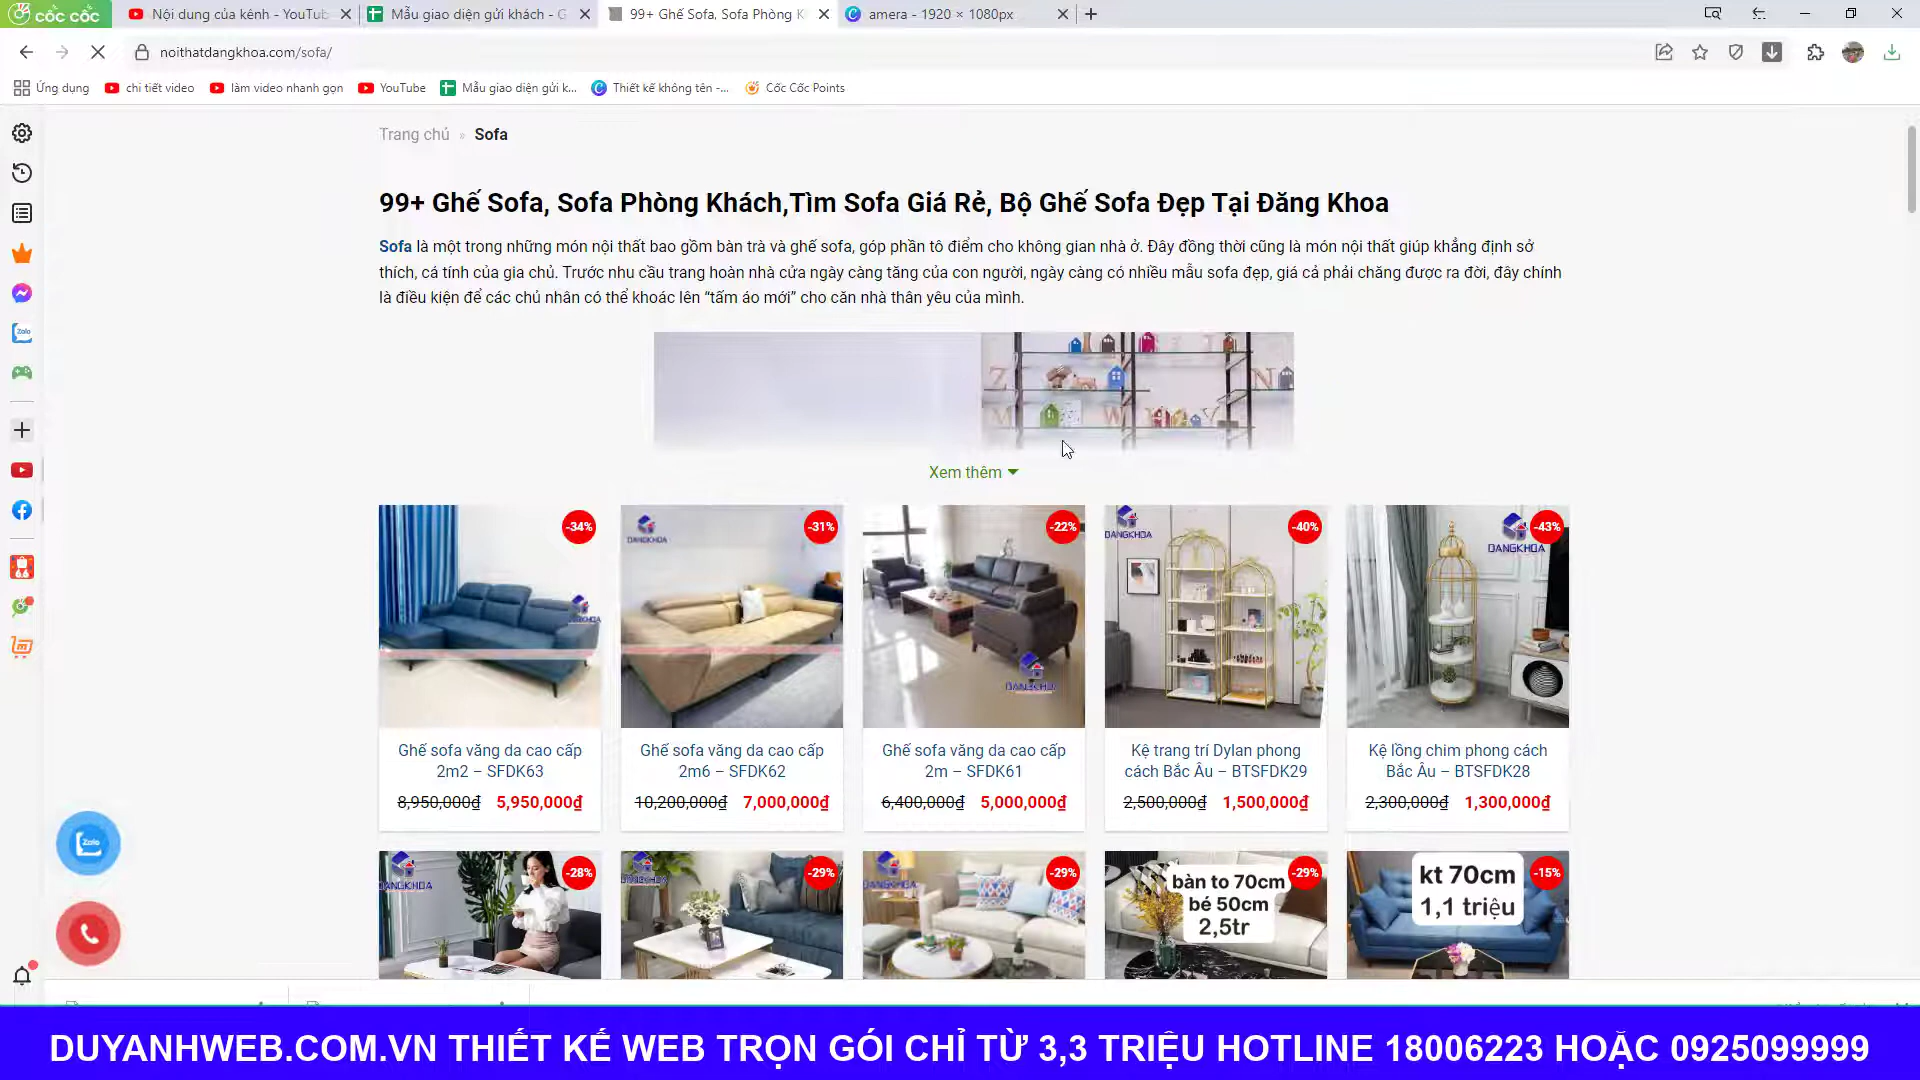 cốc cốc
Nội dung của kênh - YouTub
Mẫu giao diện gửi khách - G
99+ Ghế Sofa, Sofa Phòng K
amera - 1920 × 1080px
noithatdangkhoa.com/sofa/
Ứng dụng
chi tiết video
làm video nhanh gọn
YouTube
Mẫu giao diện gửi k...
Thiết kế không tên -...
Cốc Cốc Points
Trang chủ » Sofa
99+ Ghế Sofa, Sofa Phòng Khách,Tìm Sofa Giá Rẻ, Bộ Ghế Sofa Đẹp Tại Đăng Khoa
Sofa là một trong những món nội thất bao gồm bàn trà và ghế sofa, góp phần tô điểm cho không gian nhà ở. Đây đồng thời cũng là món nội thất giúp khẳng định sở
thích, cá tính của gia chủ. Trước nhu cầu trang hoàn nhà cửa ngày càng tăng của con người, ngày càng có nhiều mẫu sofa đẹp, giá cả phải chăng được ra đời, đây chính
là điều kiện để các chủ nhân có thể khoác lên “tấm áo mới” cho căn nhà thân yêu của mình.
Z
N
M W V
Xem thêm
-34%
-31%
-22%
-40%
-43%
DANGKHOA
DANGKHOA
DANGKHOA
DANGKHOA
DANGKHOA
Ghế sofa văng da cao cấp
2m2 – SFDK63
8,950,000₫ 5,950,000₫
Ghế sofa văng da cao cấp
2m6 – SFDK62
10,200,000₫ 7,000,000₫
Ghế sofa văng da cao cấp
2m – SFDK61
6,400,000₫ 5,000,000₫
Kệ trang trí Dylan phong
cách Bắc Âu – BTSFDK29
2,500,000₫ 1,500,000₫
Kệ lồng chim phong cách
Bắc Âu – BTSFDK28
2,300,000₫ 1,300,000₫
-28%
-29%
-29%
-29%
-15%
DANGKHOA
DANGKHOA
DANGKHOA
bàn to 70cm
bé 50cm
2,5tr
kt 70cm
1,1 triệu
Zalo
Zalo
DUYANHWEB.COM.VN THIẾT KẾ WEB TRỌN GÓI CHỈ TỪ 3,3 TRIỆU HOTLINE 18006223 HOẶC 0925099999